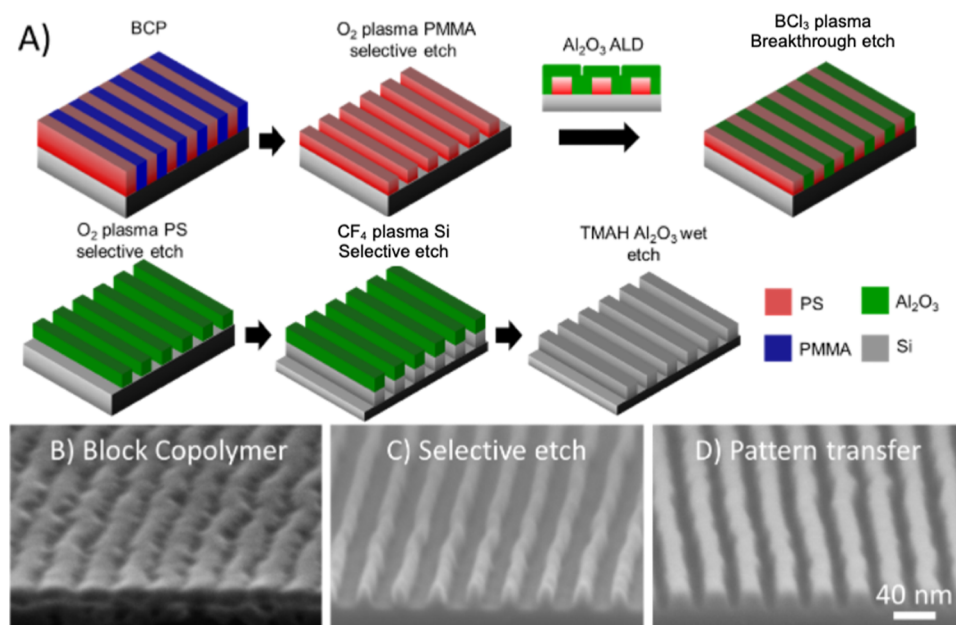 A)
BCP
O₂ plasma PMMA
selective etch
Al₂O₃ ALD
BCl₃ plasma
Breakthrough etch
O₂ plasma PS
selective etch
CF₄ plasma Si
Selective etch
TMAH Al₂O₃ wet
etch
PS
Al₂O₃
PMMA
Si
B) Block Copolymer
C) Selective etch
D) Pattern transfer
40 nm